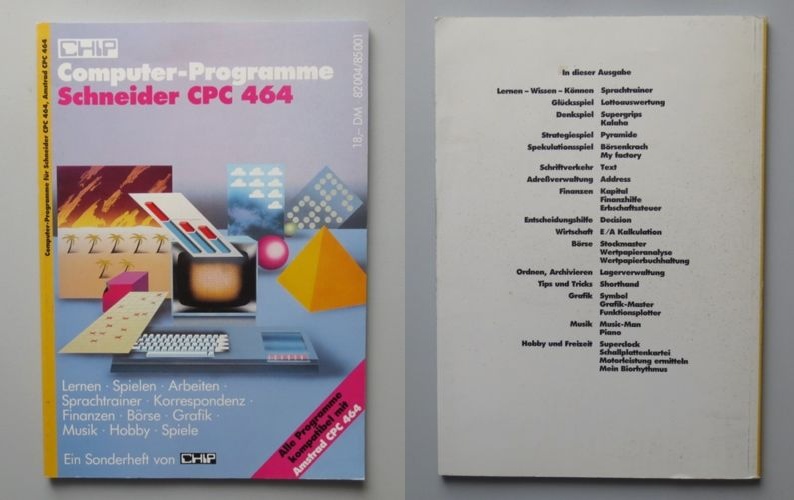 Computer-Programme für Schneider CPC 464, Amstrad CPC 464
CHIP
Computer-Programme
Schneider CPC 464
18,– DM 82004/85001
Lernen · Spielen · Arbeiten ·
Sprachtrainer · Korrespondenz ·
Finanzen · Börse · Grafik ·
Musik · Hobby · Spiele
Ein Sonderheft von CHIP
Alle Programme
kompatibel mit
Amstrad CPC 464
In dieser Ausgabe
Lernen – Wissen – Können Sprachtrainer
Glücksspiel Lottoauswertung
Denkspiel Supergrips
Kalaha
Strategiespiel Pyramide
Spekulationsspiel Börsenkrach
My factory
Schriftverkehr Text
Adreßverwaltung Address
Finanzen Kapital
Finanzhilfe
Erbschaftssteuer
Entscheidungshilfe Decision
Wirtschaft E/A Kalkulation
Börse Stockmaster
Wertpapieranalyse
Wertpapierbuchhaltung
Ordnen, Archivieren Lagerverwaltung
Tips und Tricks Shorthand
Grafik Symbol
Grafik-Master
Funktionsplotter
Musik Music-Man
Piano
Hobby und Freizeit Superclock
Schallplattenkartei
Motorleistung ermitteln
Mein Biorhythmus